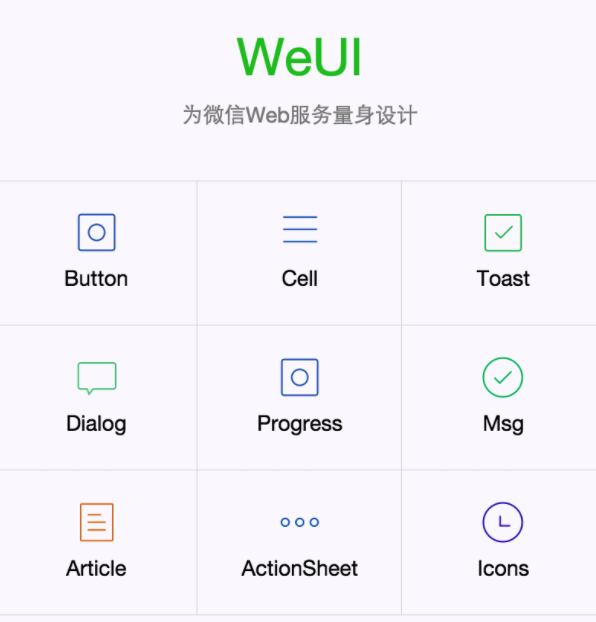 WeUI
为微信Web服务量身设计
Button
Cell
Toast
Dialog
Progress
Msg
Article
ActionSheet
Icons